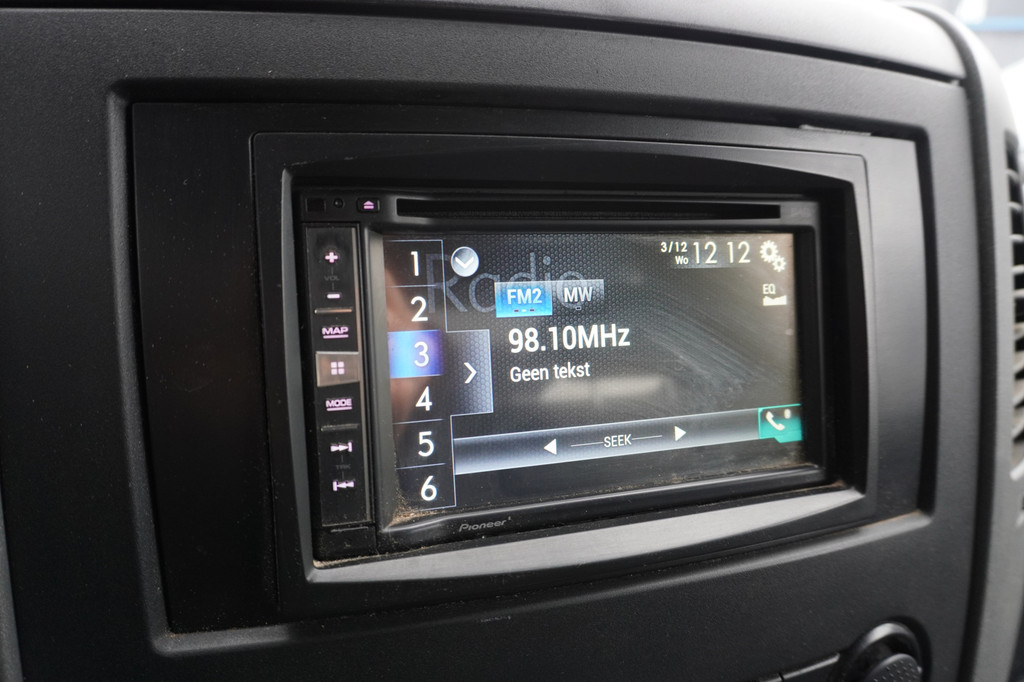 +
VOL
−
MAP
MODE
TRK
1
2
3
4
5
6
Radio
3/12
Wo
12 12
FM2
MW
EQ
98.10MHz
Geen tekst
SEEK
Pioneer